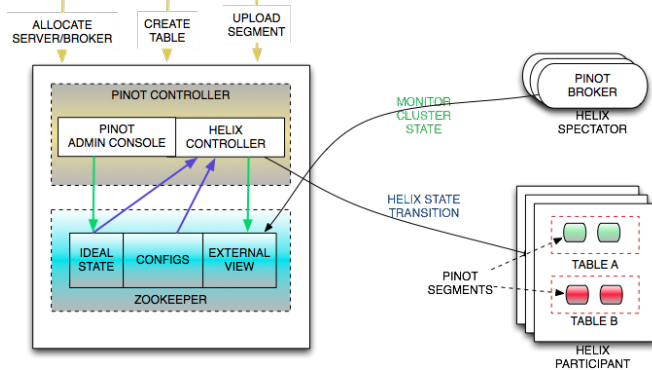 ALLOCATE
SERVER/BROKER
CREATE
TABLE
UPLOAD
SEGMENT
PINOT CONTROLLER
PINOT
ADMIN CONSOLE
HELIX
CONTROLLER
IDEAL
STATE
CONFIGS
EXTERNAL
VIEW
ZOOKEEPER
MONITOR
CLUSTER
STATE
HELIX STATE
TRANSITION
PINOT
BROKER
HELIX
SPECTATOR
PINOT
SEGMENTS
TABLE A
TABLE B
HELIX
PARTICIPANT